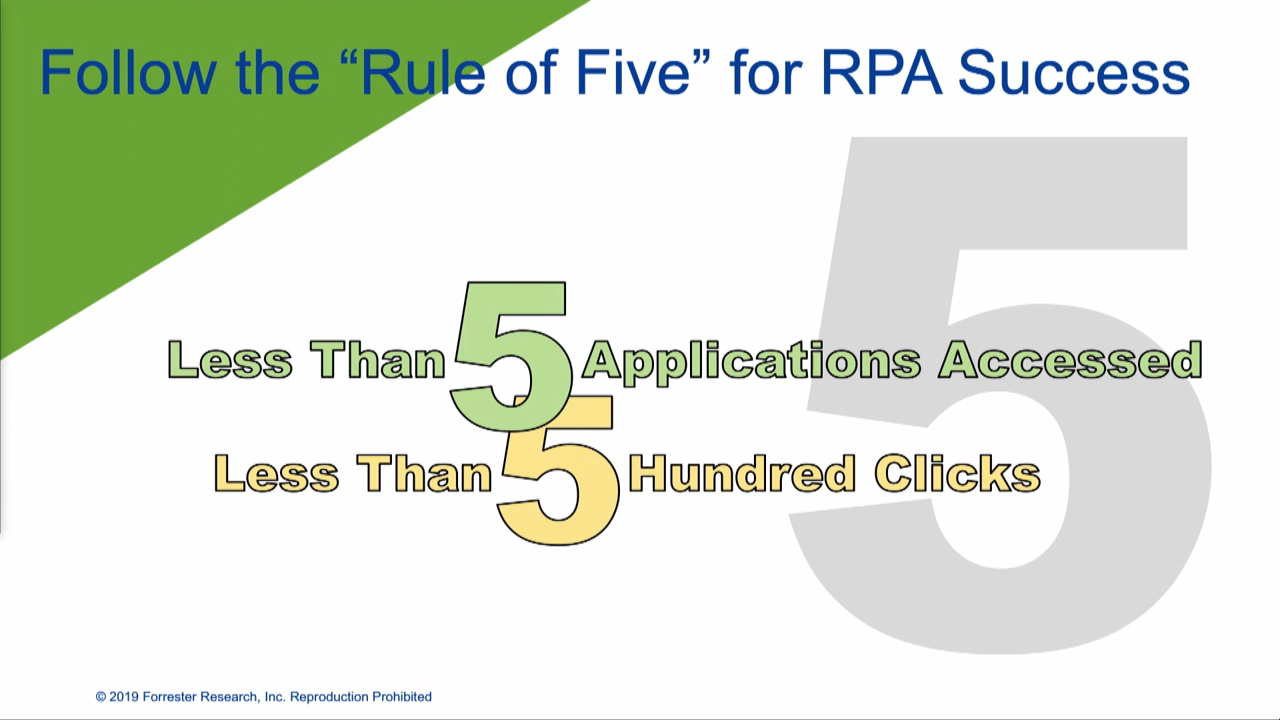 Follow the “Rule of Five” for RPA Success
Less Than 5 Applications Accessed
Less Than 5 Hundred Clicks
5
© 2019 Forrester Research, Inc. Reproduction Prohibited